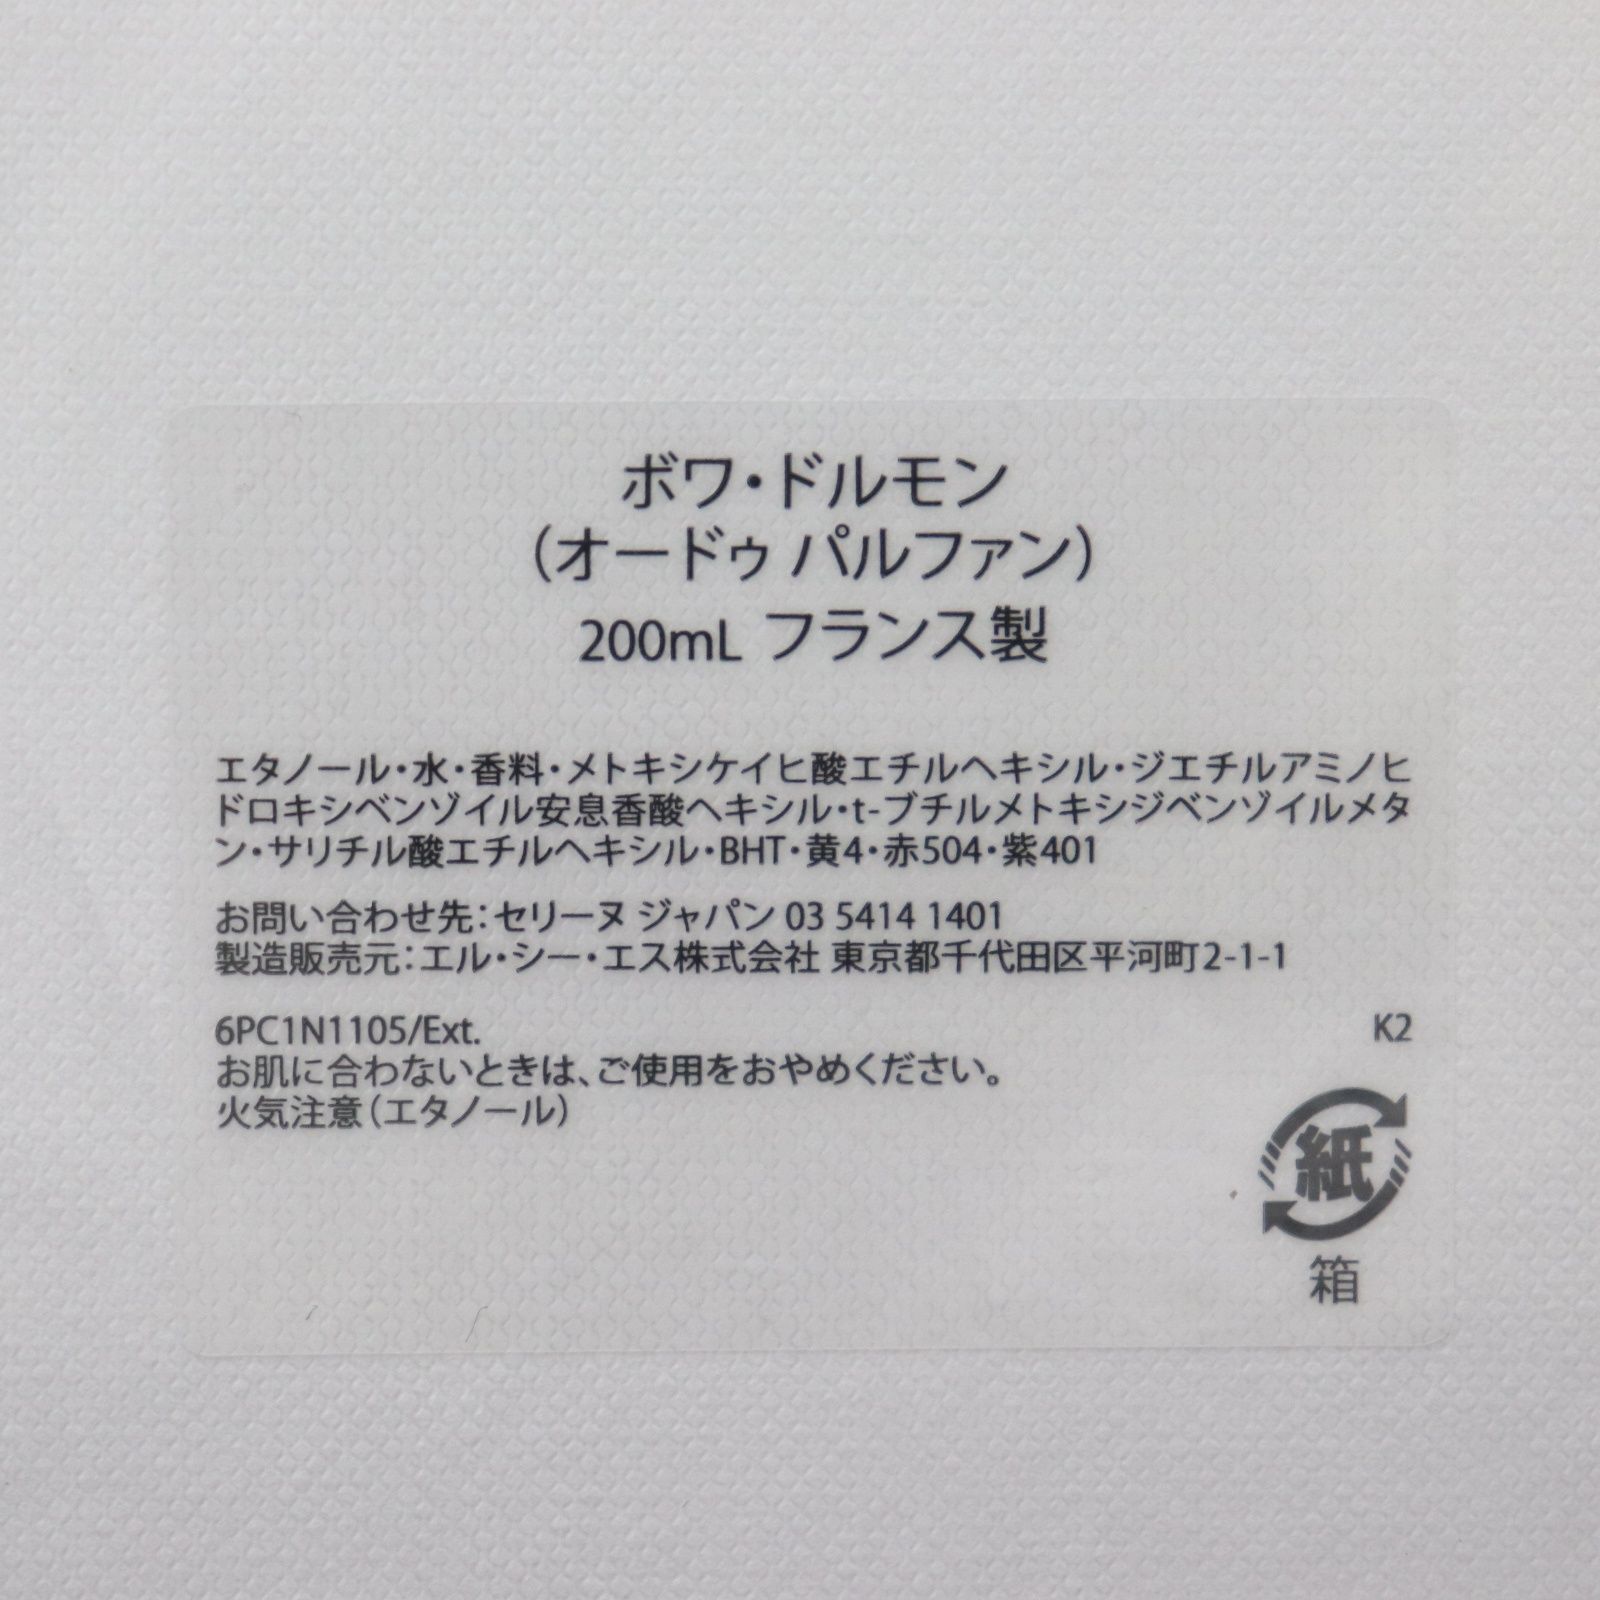 ボワ・ドルモン
（オードゥ パルファン）
200mL フランス製
エタノール・水・香料・メトキシケイヒ酸エチルヘキシル・ジエチルアミノヒ
ドロキシベンゾイル安息香酸ヘキシル・t-ブチルメトキシジベンゾイルメタ
ン・サリチル酸エチルヘキシル・BHT・黄4・赤504・紫401
お問い合わせ先：セリーヌ ジャパン 03 5414 1401
製造販売元：エル・シー・エス株式会社 東京都千代田区平河町2-1-1
6PC1N1105/Ext.
K2
お肌に合わないときは、ご使用をおやめください。
火気注意（エタノール）
紙
箱